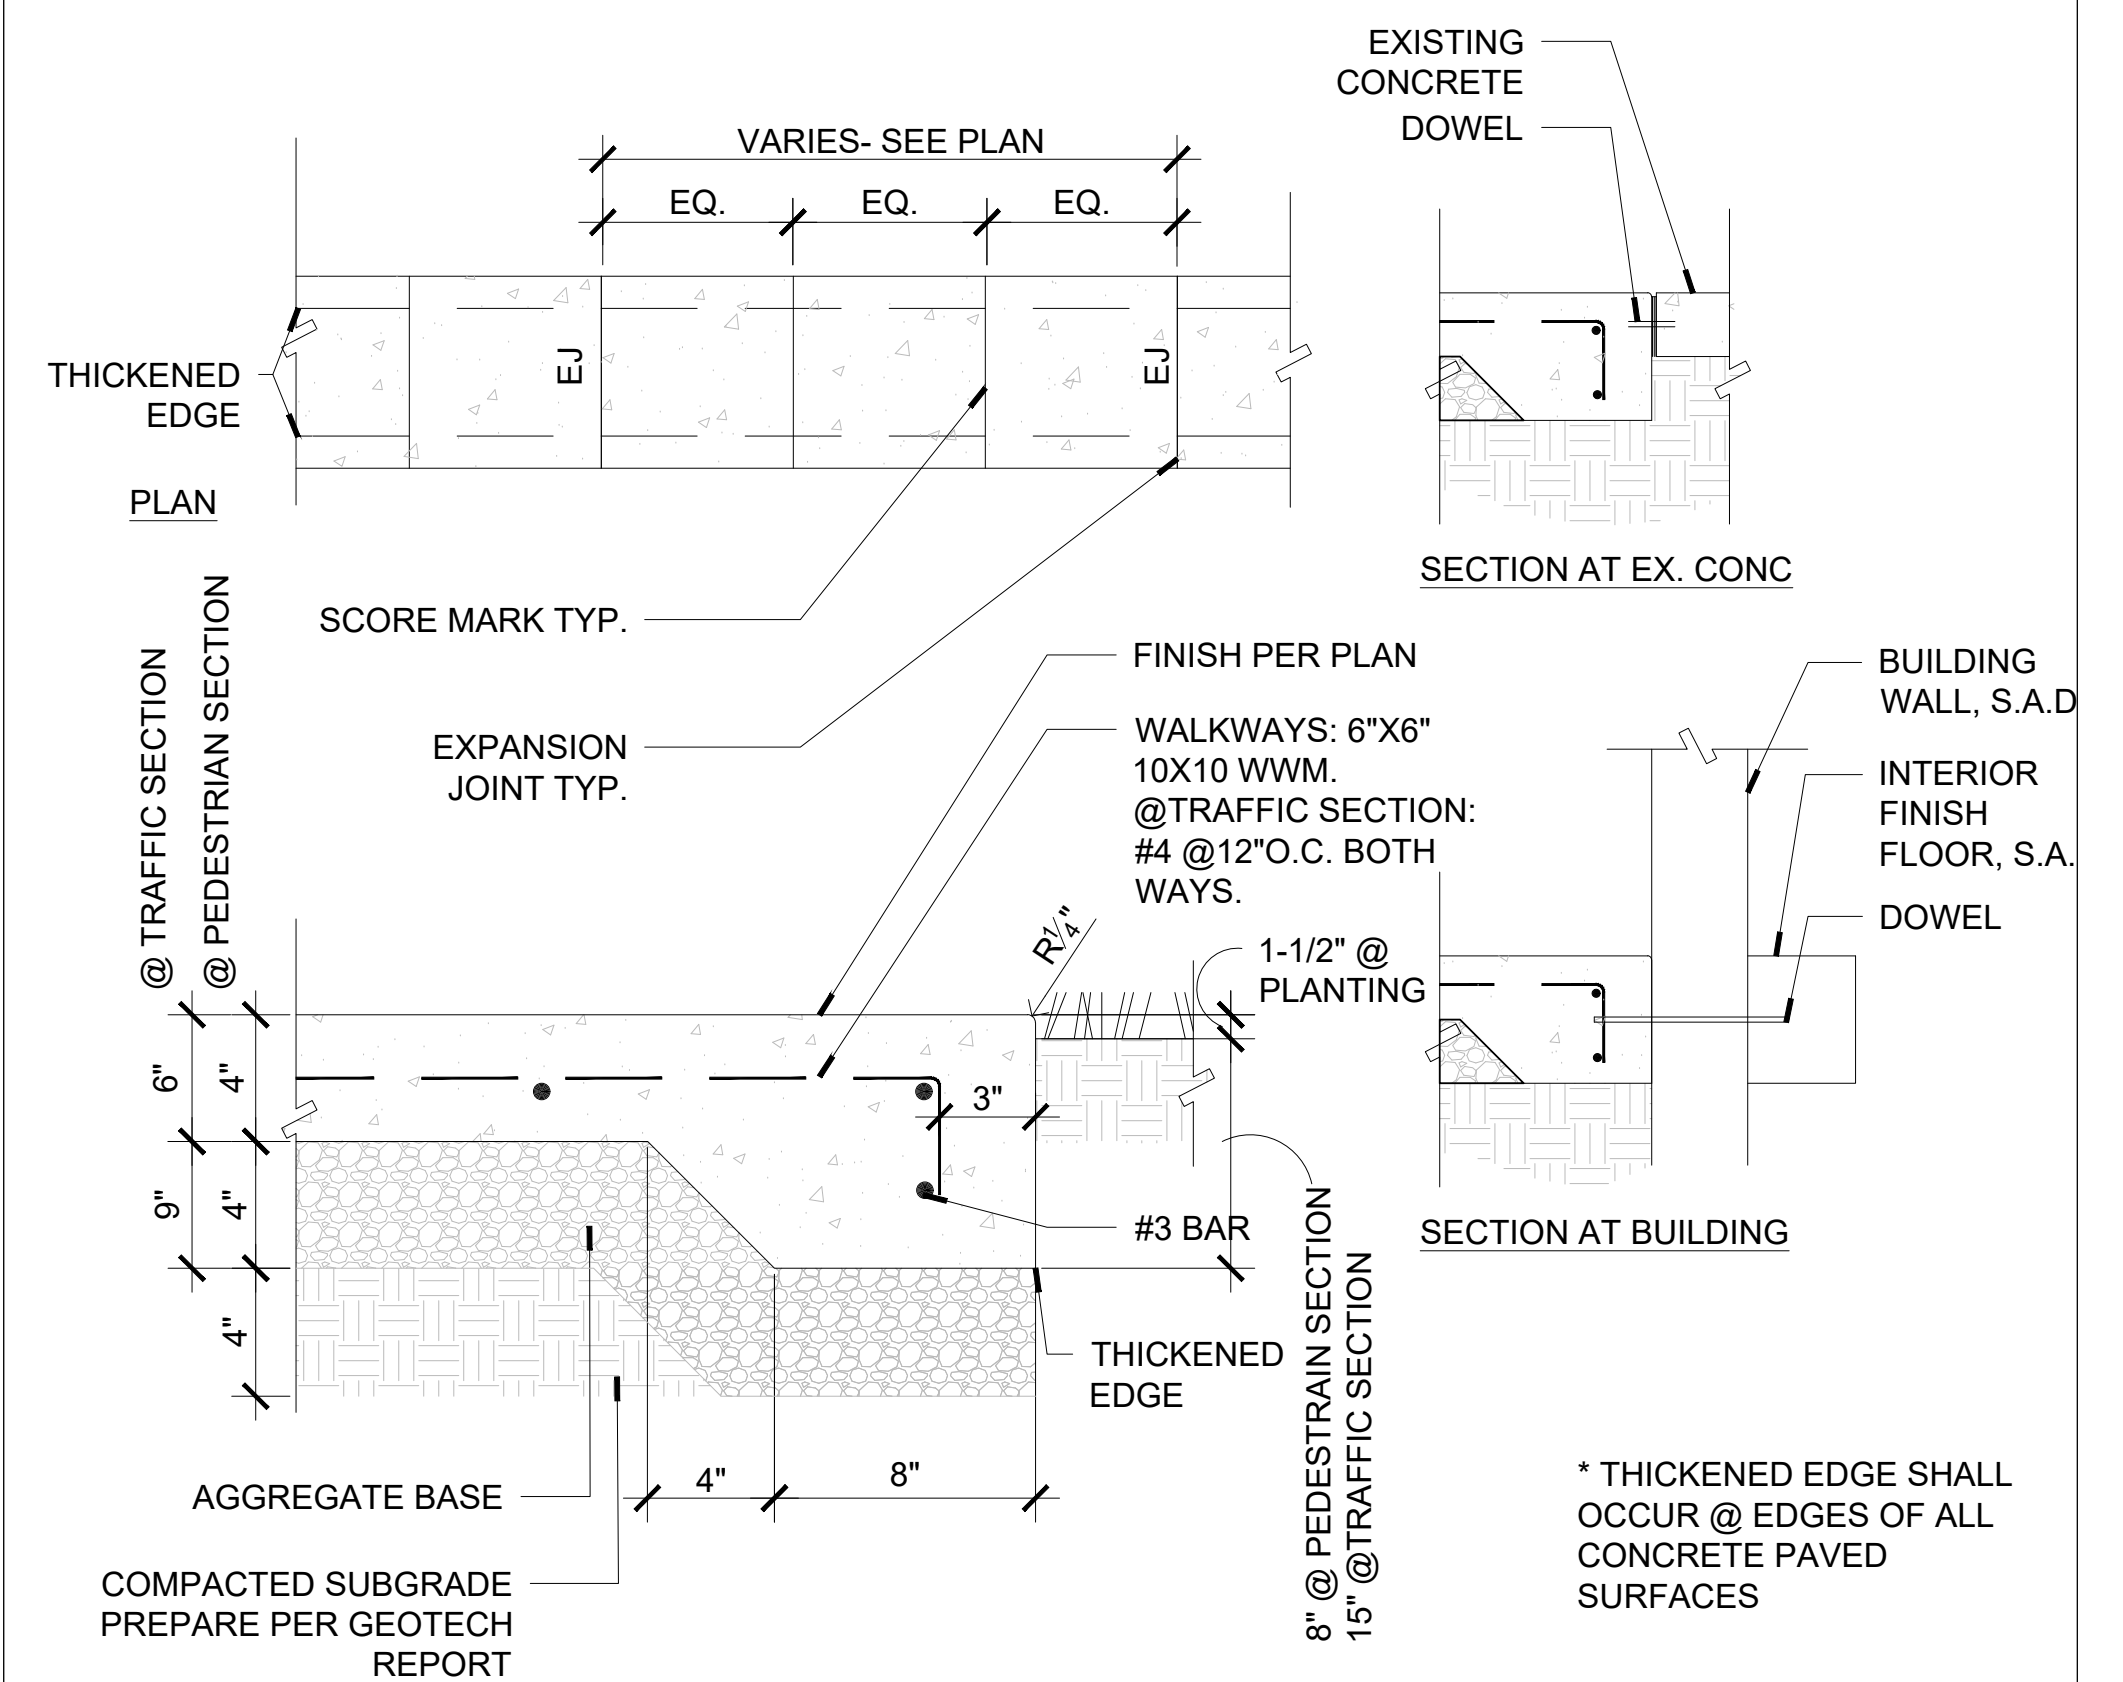 EXISTING
CONCRETE
DOWEL
VARIES- SEE PLAN
EQ.
EQ.
EQ.
EJ
EJ
THICKENED
EDGE
PLAN
SECTION AT EX. CONC
SCORE MARK TYP.
EXPANSION
JOINT TYP.
FINISH PER PLAN
WALKWAYS: 6"X6"
10X10 WWM.
@TRAFFIC SECTION:
#4 @12"O.C. BOTH
WAYS.
BUILDING
WALL, S.A.D
INTERIOR
FINISH
FLOOR, S.A.
DOWEL
@ TRAFFIC SECTION
@ PEDESTRIAN SECTION
R1/4"
1-1/2" @
PLANTING
6"
4"
3"
9"
4"
#3 BAR
SECTION AT BUILDING
4"
THICKENED
EDGE
8" @ PEDESTRAIN SECTION
15" @TRAFFIC SECTION
4"
8"
AGGREGATE BASE
COMPACTED SUBGRADE
PREPARE PER GEOTECH
REPORT
* THICKENED EDGE SHALL
OCCUR @ EDGES OF ALL
CONCRETE PAVED
SURFACES